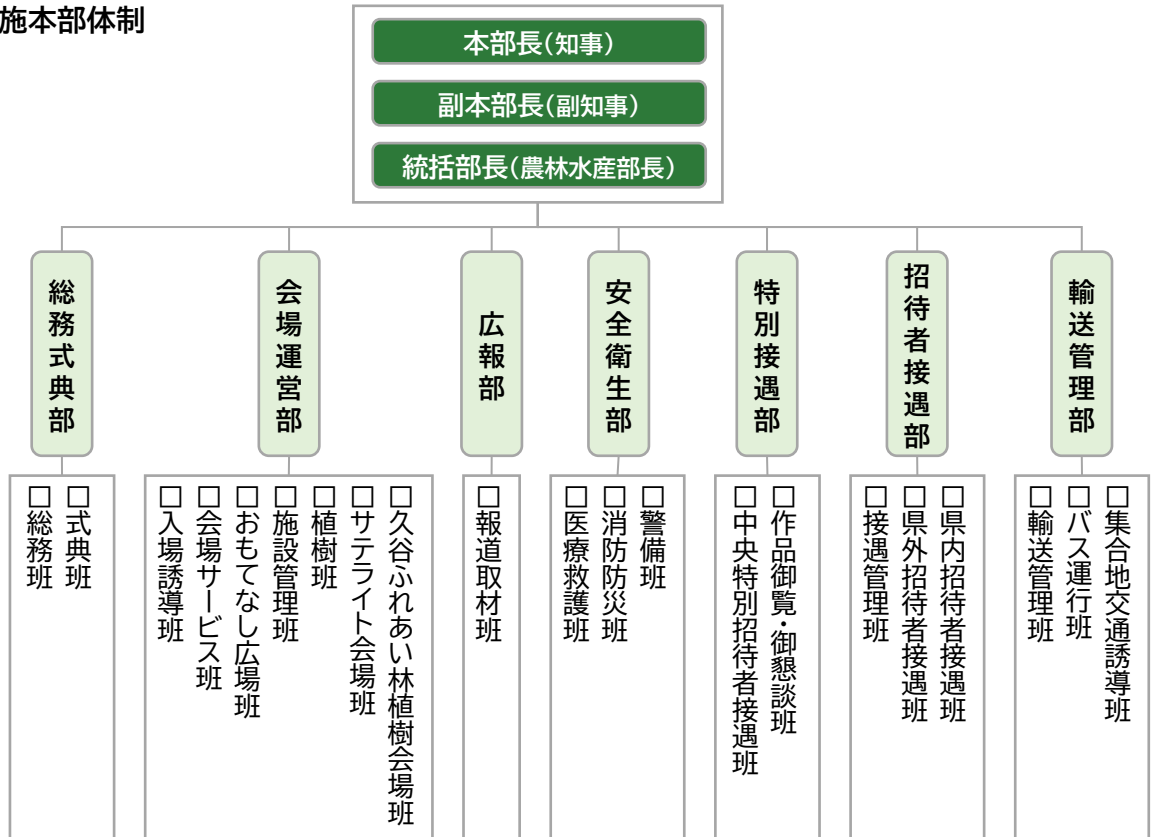 施本部体制
本部長(知事)
副本部長(副知事)
統括部長(農林水産部長)
総務式典部
会場運営部
広報部
安全衛生部
特別接遇部
招待者接遇部
輸送管理部
□式典班
□総務班
□久谷ふれあい林植樹会場班
□サテライト会場班
□植樹班
□施設管理班
□おもてなし広場班
□会場サービス班
□入場誘導班
□報道取材班
□警備班
□消防防災班
□医療救護班
□作品御覧・御懇談班
□中央特別招待者接遇班
□県内招待者接遇班
□県外招待者接遇班
□接遇管理班
□集合地交通誘導班
□バス運行班
□輸送管理班